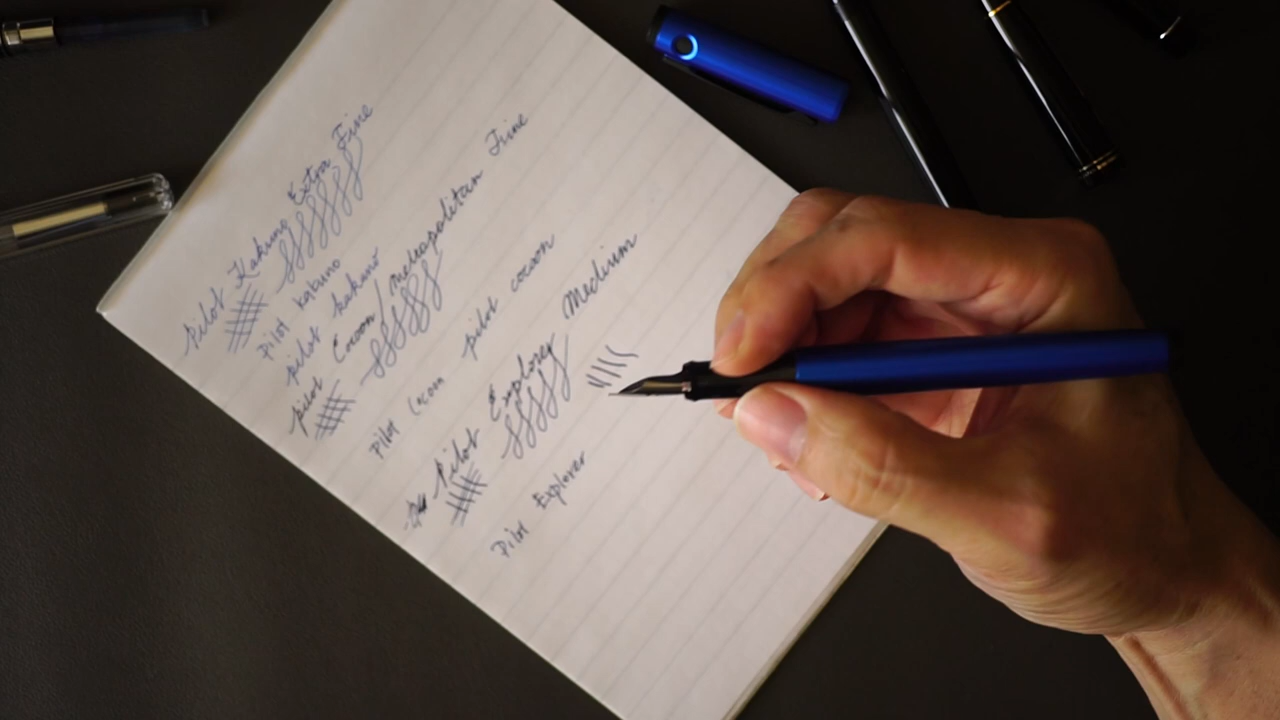 Pilot Kakuno Extra Fine
Pilot kakuno
pilot kakuno
pilot Cocoon/metropolitan Fine
Pilot Cocoon pilot cocoon
Pilot Explorer Medium
Pilot Explorer